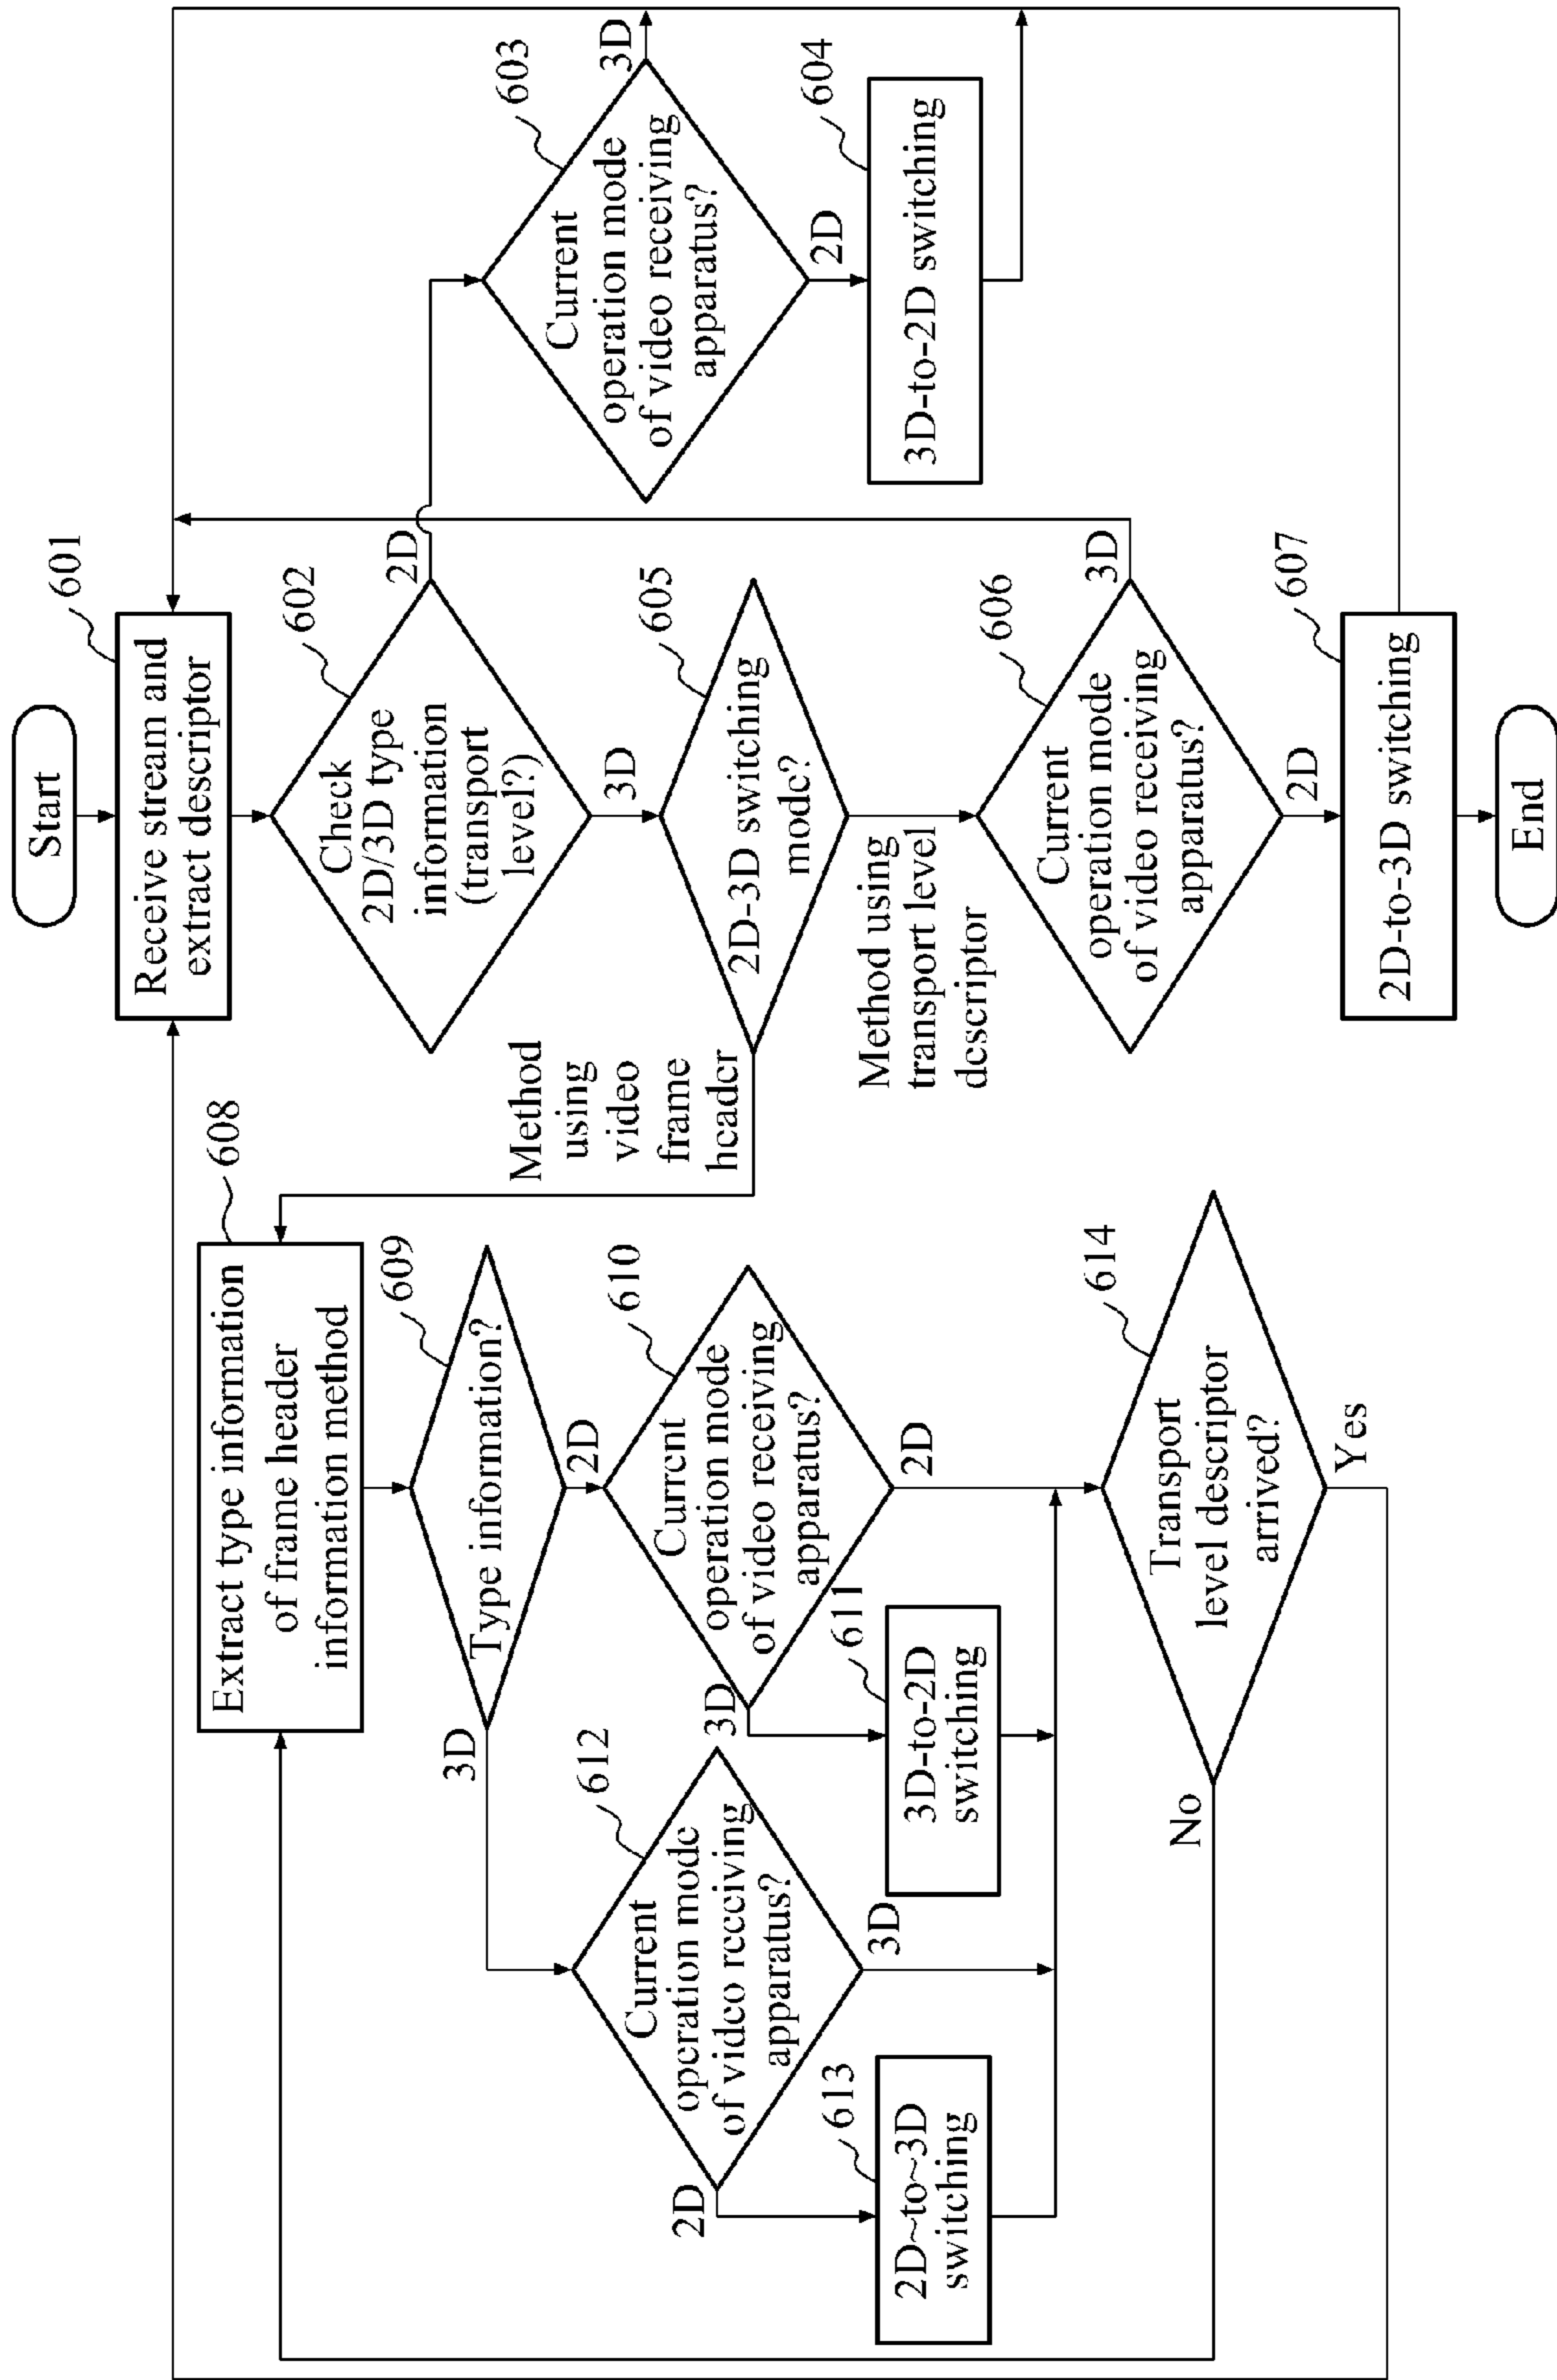 Start
601
Receive stream and
extract descriptor
602
Check
2D/3D type
information
(transport
level?)
2D
3D
603
Current
operation mode
of video receiving
apparatus?
3D
2D
604
3D-to-2D switching
605
2D-3D switching
mode?
Method using
transport level
descriptor
Method
using
video
frame
header
606
Current
operation mode
of video receiving
apparatus?
3D
2D
607
2D-to-3D switching
End
608
Extract type information
of frame header
information method
609
Type information?
3D
2D
610
Current
operation mode
of video receiving
apparatus?
3D
2D
611
3D-to-2D
switching
612
Current
operation mode
of video receiving
apparatus?
2D
3D
613
2D~to~3D
switching
614
Transport
level descriptor
arrived?
No
Yes